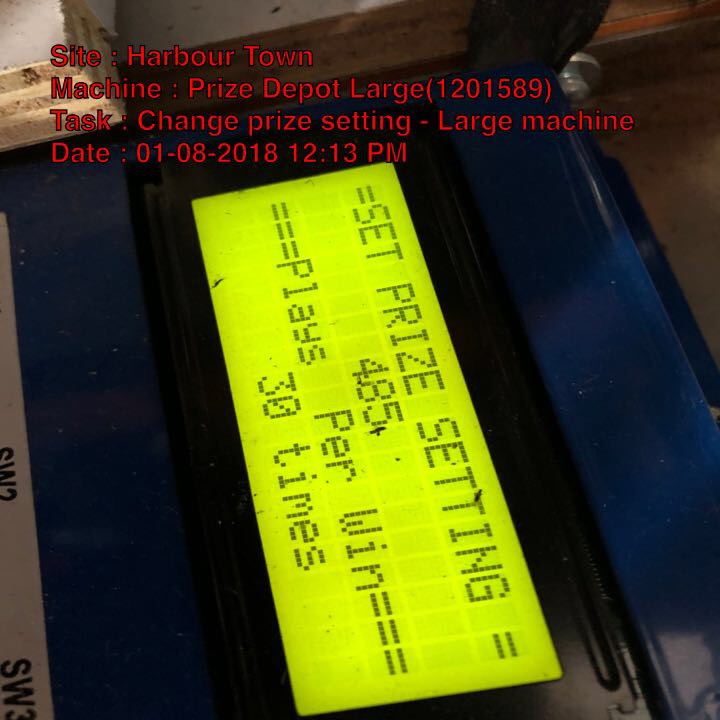 Site : Harbour Town
Machine : Prize Depot Large(1201589)
Task : Change prize setting - Large machine
Date : 01-08-2018 12:13 PM
=SET PRIZE SETTING =
485
===Plays per Win===
30 times
SW2
SW3